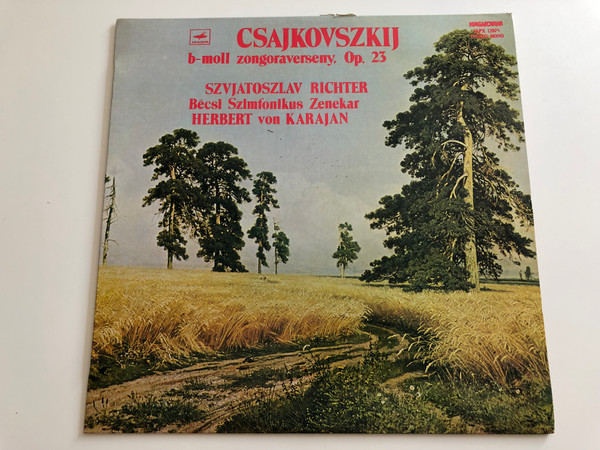 CSAJKOVSZKIJ
b-moll zongoraverseny, Op. 23
SZVJATOSZLAV RICHTER
Bécsi Szimfonikus Zenekar
HERBERT von KARAJAN
HUNGAROTON